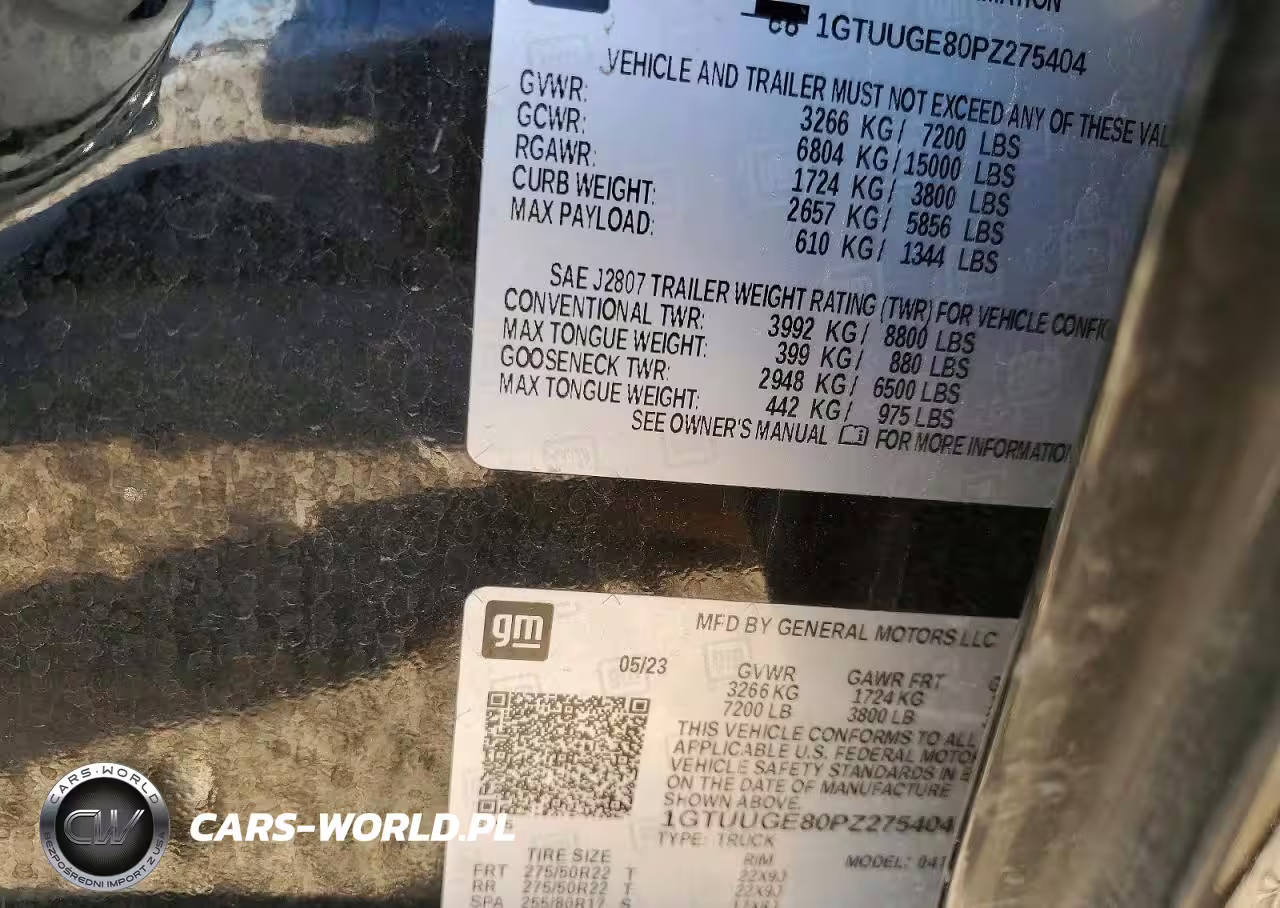 1GTUUGE80PZ275404
VEHICLE AND TRAILER MUST NOT EXCEED ANY OF THESE VAL
GVWR: 3266 KG/ 7200 LBS
GCWR: 6804 KG/ 15000 LBS
RGAWR: 1724 KG/ 3800 LBS
CURB WEIGHT: 2657 KG/ 5856 LBS
MAX PAYLOAD: 610 KG/ 1344 LBS
SAE J2807 TRAILER WEIGHT RATING (TWR) FOR VEHICLE CONFIG
CONVENTIONAL TWR: 3992 KG/ 8800 LBS
MAX TONGUE WEIGHT: 399 KG/ 880 LBS
GOOSENECK TWR: 2948 KG/ 6500 LBS
MAX TONGUE WEIGHT: 442 KG/ 975 LBS
SEE OWNER'S MANUAL FOR MORE INFORMATION
gm
MFD BY GENERAL MOTORS LLC
05/23
GVWR GAWR FRT
3266 KG 1724 KG
7200 LB 3800 LB
THIS VEHICLE CONFORMS TO ALL
APPLICABLE U.S. FEDERAL MOTO
VEHICLE SAFETY STANDARDS IN E
ON THE DATE OF MANUFACTURE
SHOWN ABOVE.
1GTUUGE80PZ275404
TYPE: TRUCK
MODEL:
TIRE SIZE RIM
FRT 275/50R22 T 22X9J
RR 275/50R22 T 22X9J
SPA 255/80R17 S
CARS-WORLD
CW
BEZPOŚREDNI IMPORT Z USA
CARS-WORLD.PL